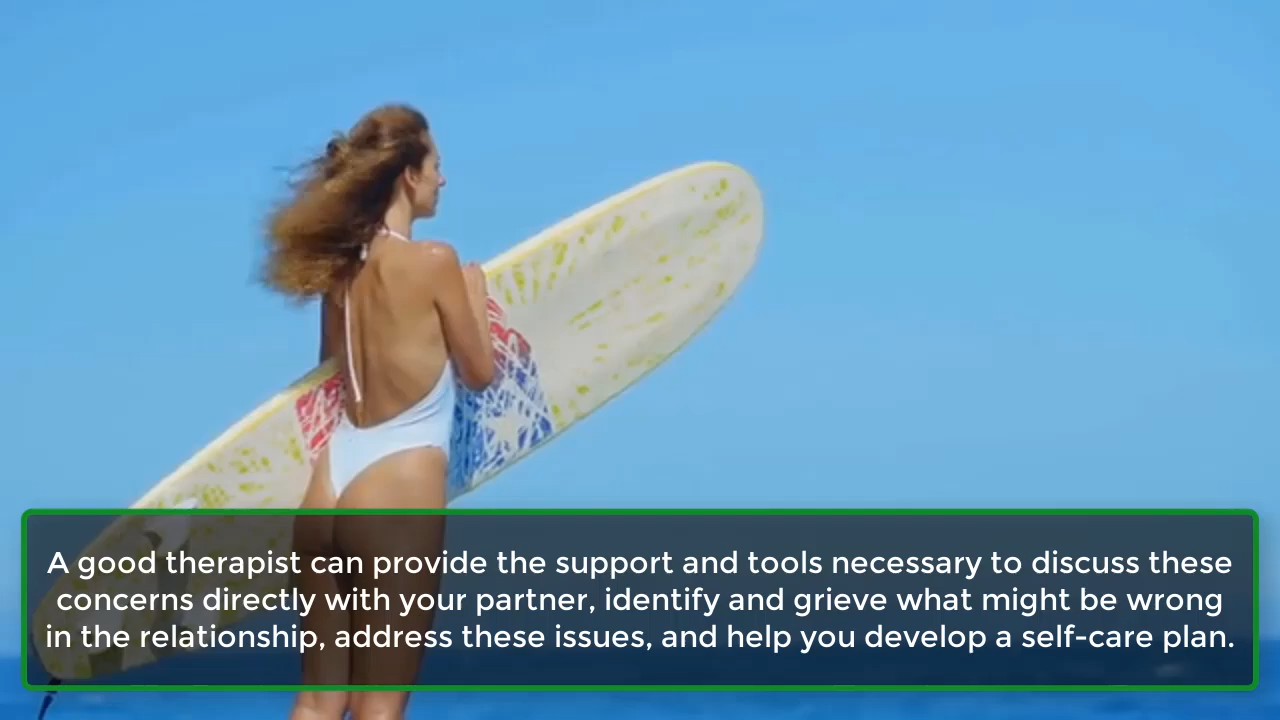 A good therapist can provide the support and tools necessary to discuss these
concerns directly with your partner, identify and grieve what might be wrong
in the relationship, address these issues, and help you develop a self-care plan.